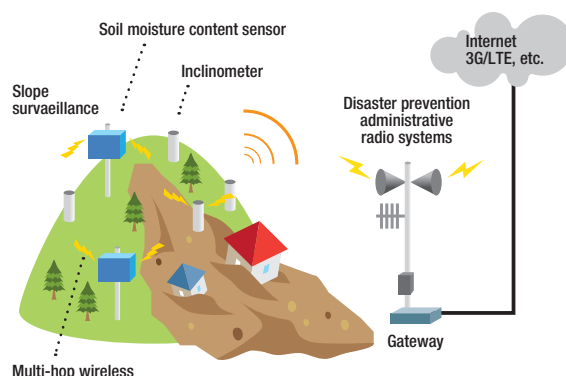 Soil moisture content sensor
Inclinometer
Slope
survaeillance
Internet
3G/LTE, etc.
Disaster prevention
administrative
radio systems
Gateway
Multi-hop wireless